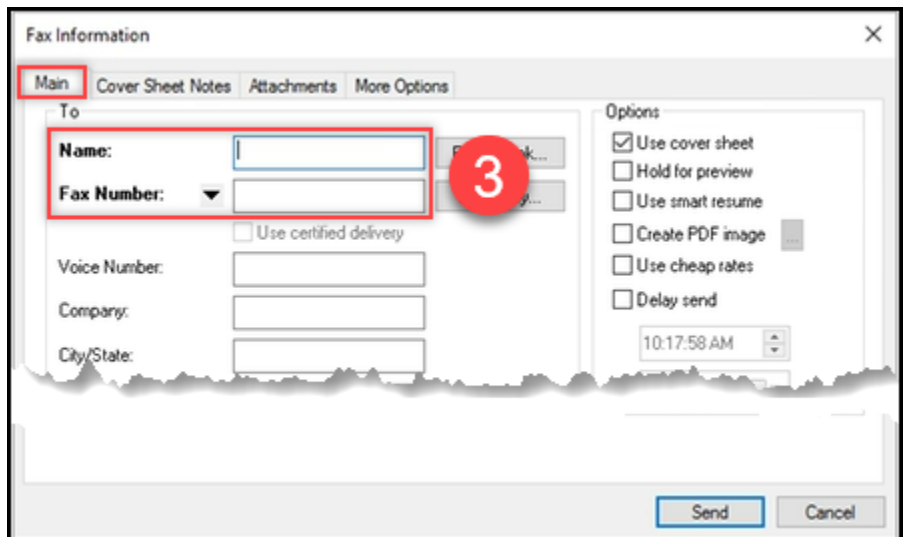 Fax Information
Main Cover Sheet Notes Attachments More Options
To
Name:
Fax Number:
3
Use certified delivery
Voice Number:
Company:
City/State:
Options
Use cover sheet
Hold for preview
Use smart resume
Create PDF image ...
Use cheap rates
Delay send
10:17:58 AM
Send Cancel